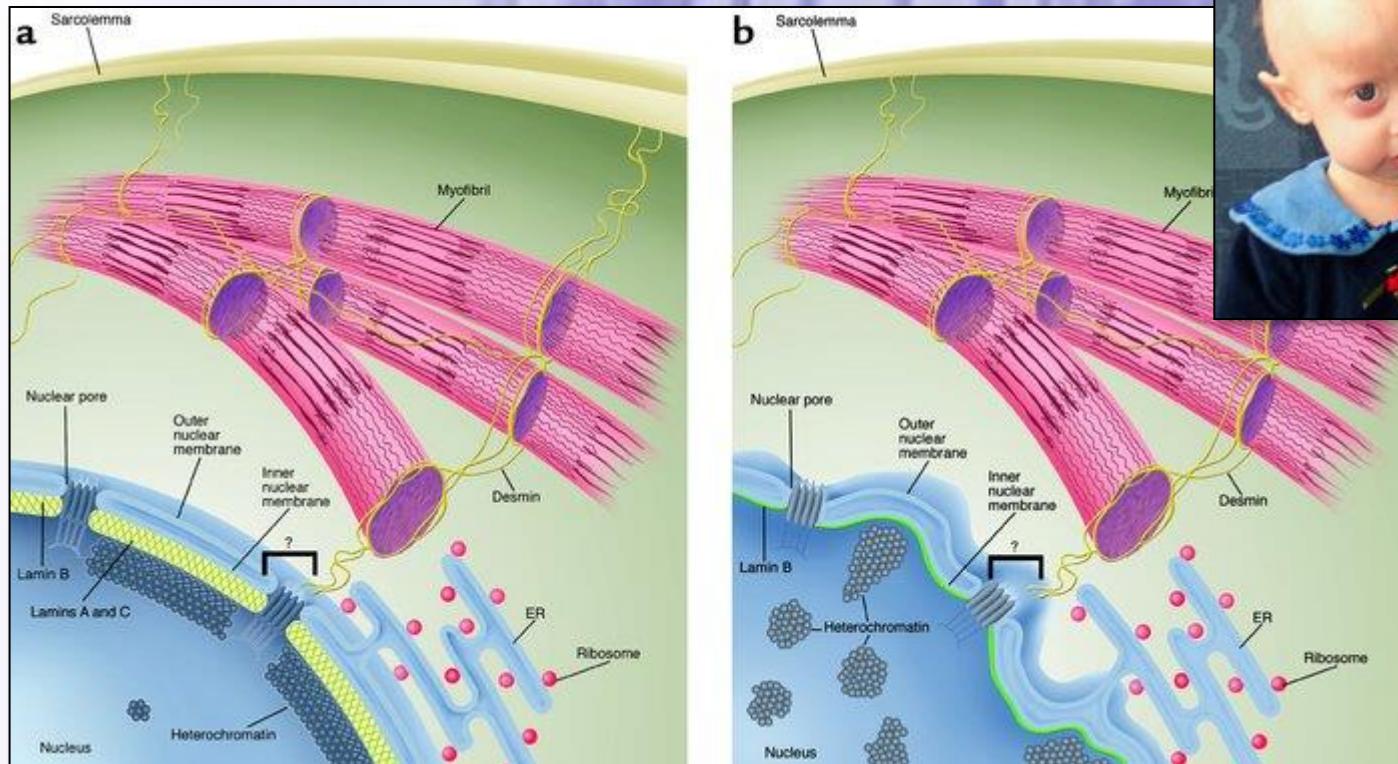 a
Sarcolemma
Myofibril
Nuclear pore
Outer
nuclear
membrane
Inner
nuclear
membrane
?
Desmin
Lamin B
Lamins A and C
ER
Ribosome
Heterochromatin
Nucleus
b
Sarcolemma
Myofibri
Nuclear pore
Outer
nuclear
membrane
Inner
nuclear
membrane
?
Desmin
Lamin B
Heterochromatin
ER
Ribosome
Nucleus